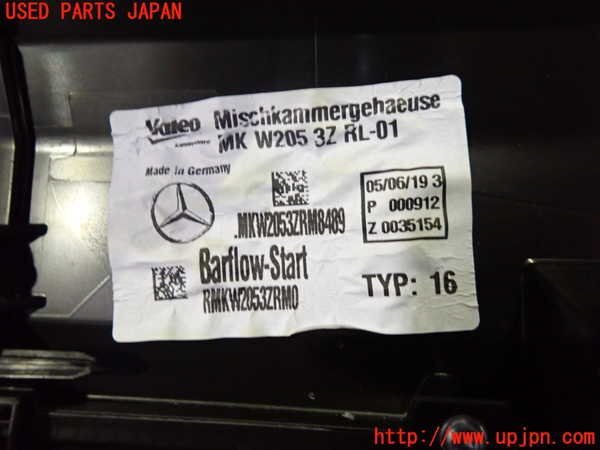 USED PARTS JAPAN
Valeo Mischkammergehaeuse
MK W205 3Z RL-01
Made in Germany
.MKW2053ZRM8489
05/06/19 3
P 000912
Z 0035154
Barflow-Start
RMKW2053ZRM0
TYP: 16
http://www.upjpn.com/